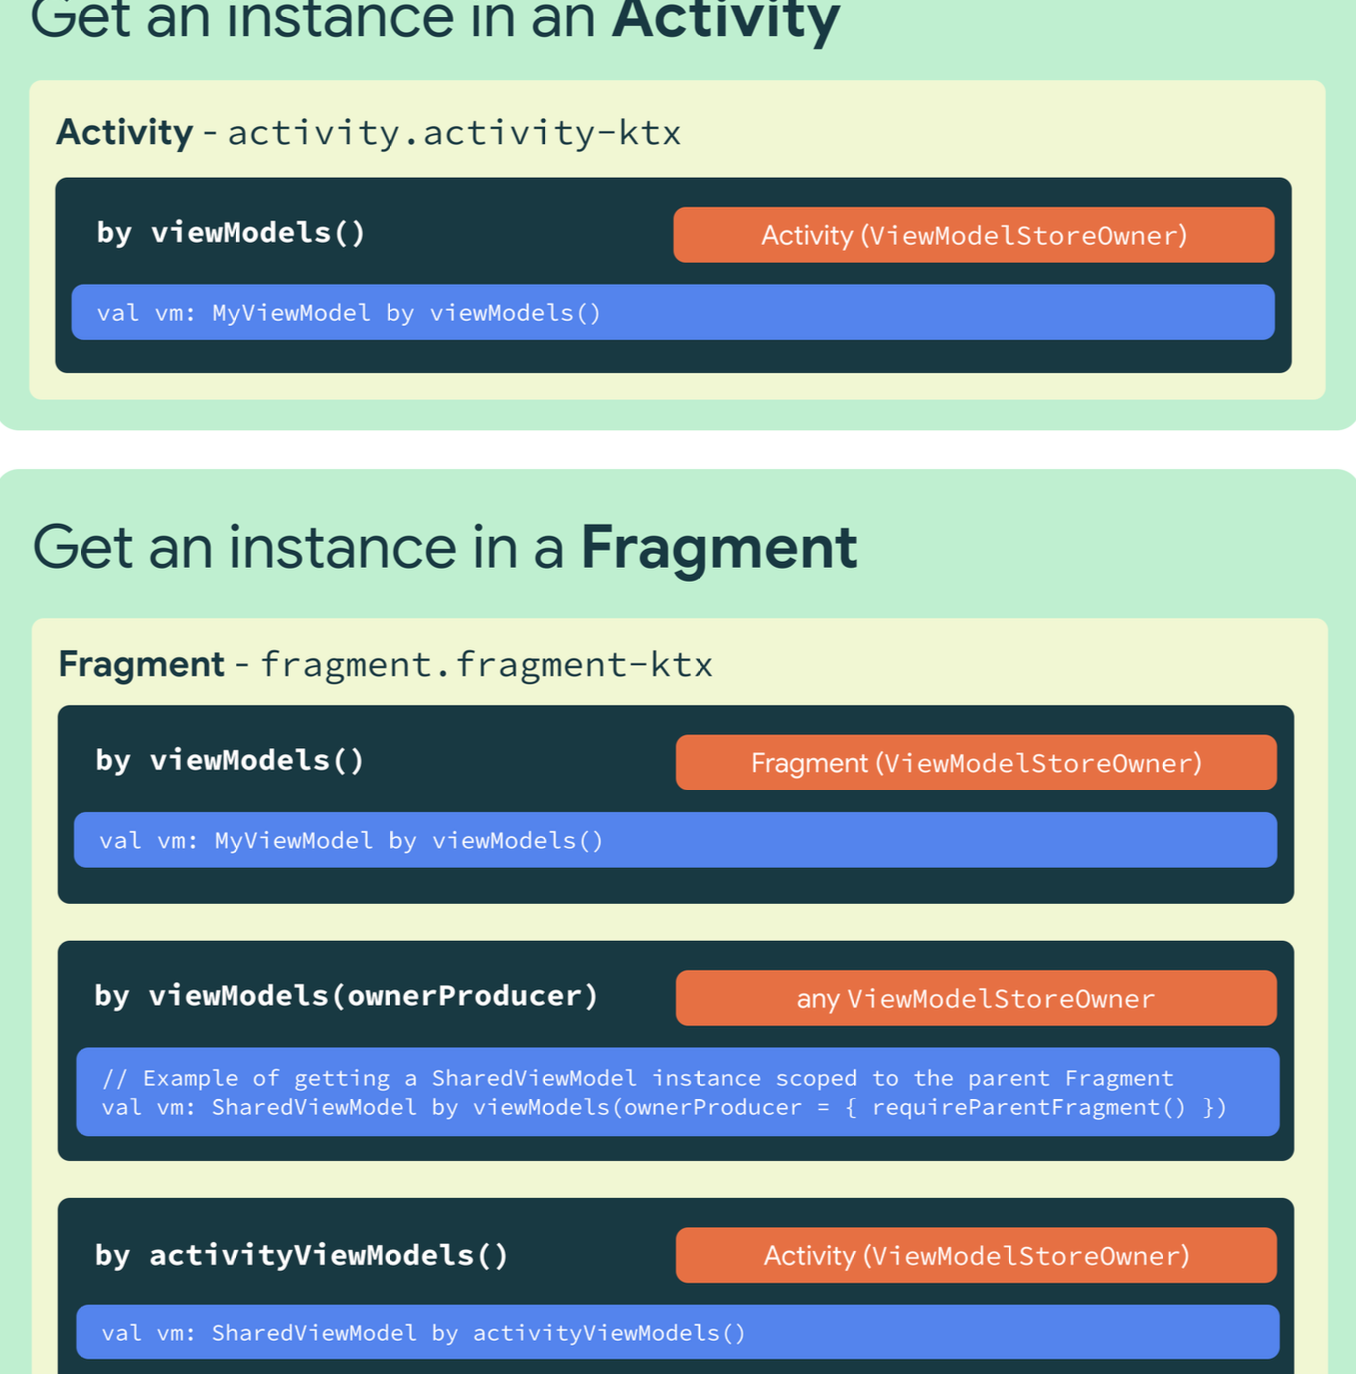 Get an instance in an Activity
Activity - activity.activity-ktx
by viewModels()
Activity (ViewModelStoreOwner)
val vm: MyViewModel by viewModels()
Get an instance in a Fragment
Fragment - fragment.fragment-ktx
by viewModels()
Fragment (ViewModelStoreOwner)
val vm: MyViewModel by viewModels()
by viewModels(ownerProducer)
any ViewModelStoreOwner
// Example of getting a SharedViewModel instance scoped to the parent Fragment
val vm: SharedViewModel by viewModels(ownerProducer = { requireParentFragment() })
by activityViewModels()
Activity (ViewModelStoreOwner)
val vm: SharedViewModel by activityViewModels()